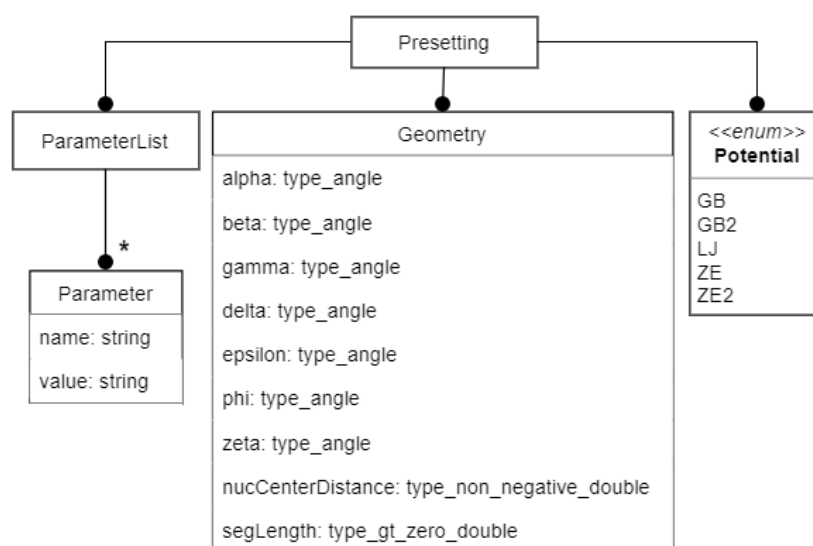 Presetting
ParameterList
*
Parameter
name: string
value: string
Geometry
alpha: type_angle
beta: type_angle
gamma: type_angle
delta: type_angle
epsilon: type_angle
phi: type_angle
zeta: type_angle
nucCenterDistance: type_non_negative_double
segLength: type_gt_zero_double
<<enum>>
Potential
GB
GB2
LJ
ZE
ZE2